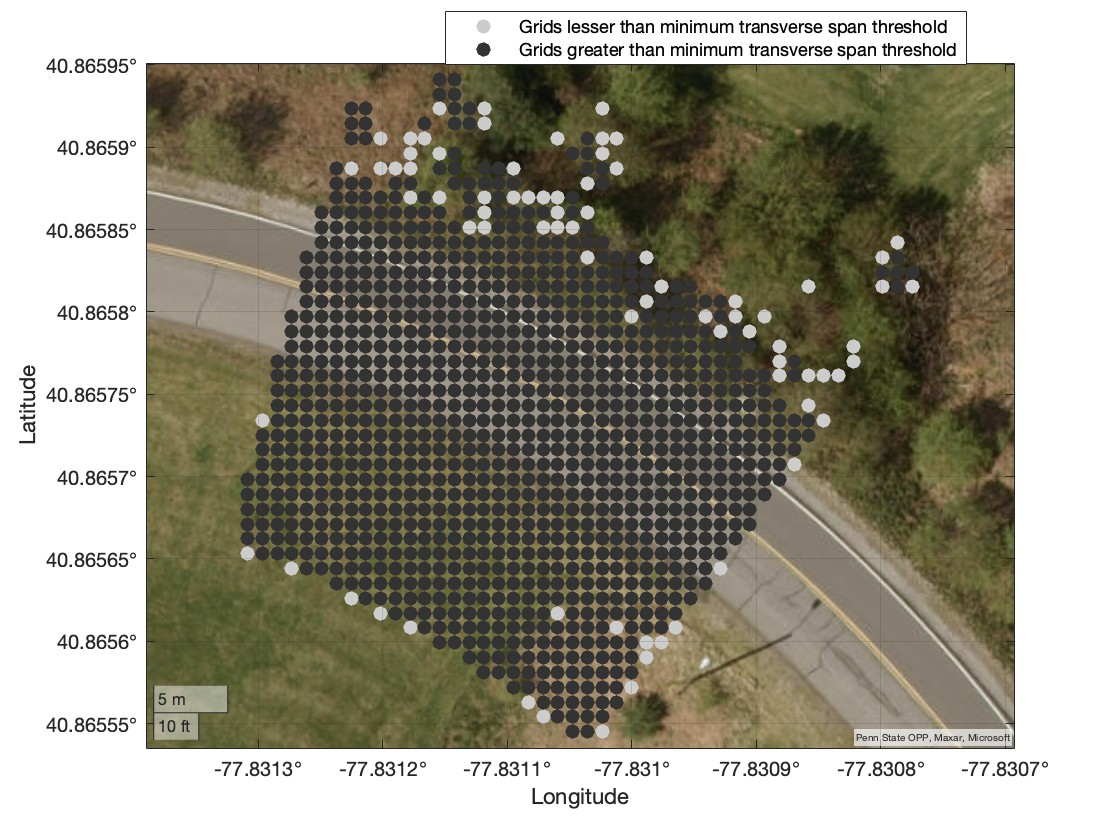 Grids lesser than minimum transverse span threshold
Grids greater than minimum transverse span threshold
40.86595°
40.8659°
40.86585°
40.8658°
40.86575°
40.8657°
40.86565°
40.8656°
40.86555°
Latitude
5 m
10 ft
Penn State OPP, Maxar, Microsoft
-77.8313°
-77.8312°
-77.8311°
-77.831°
-77.8309°
-77.8308°
-77.8307°
Longitude